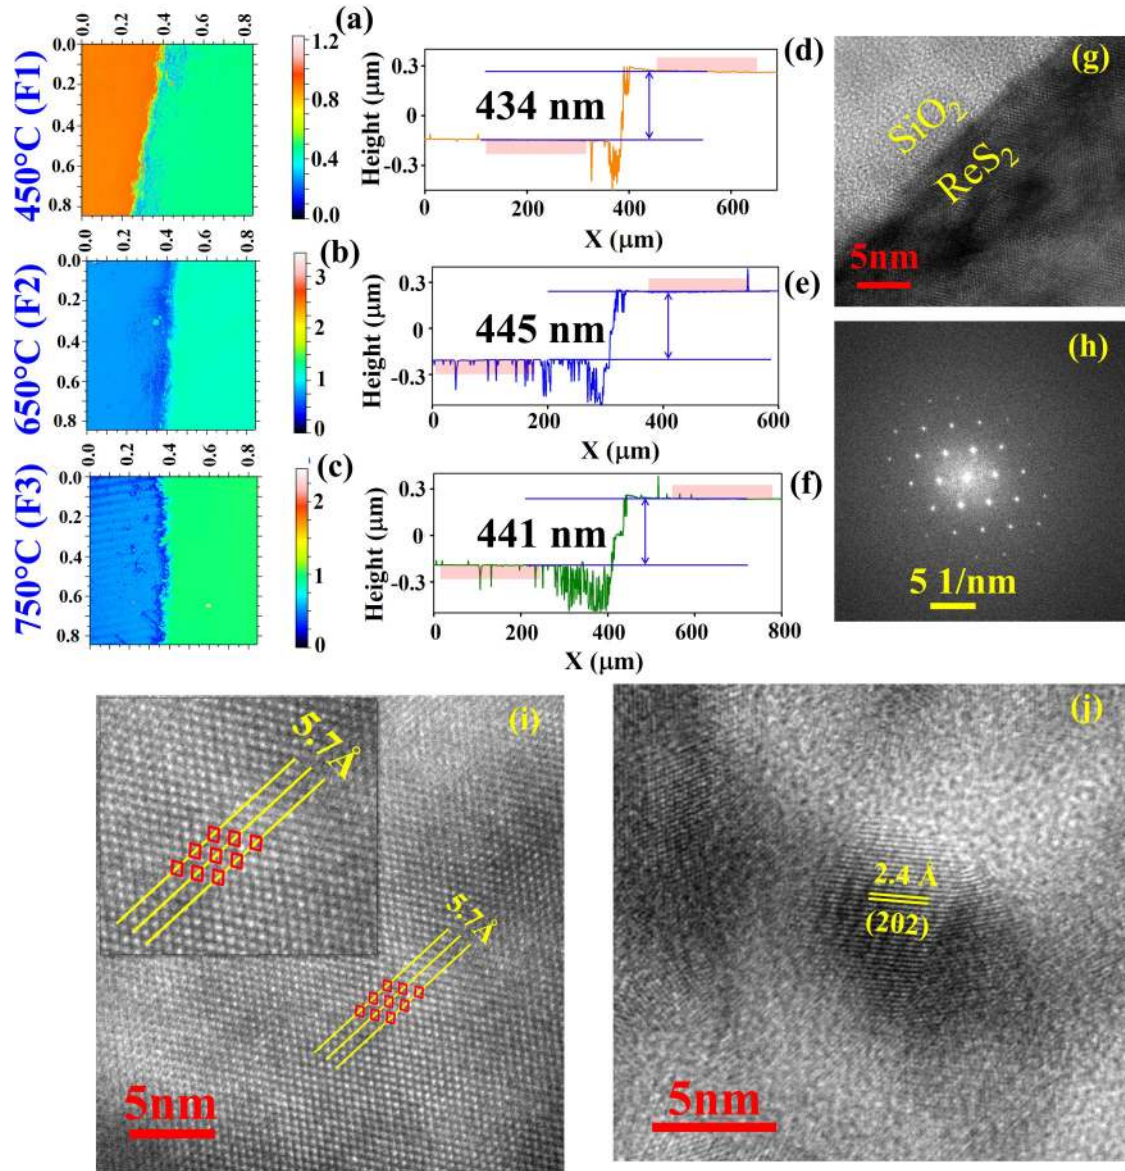 0.0 0.2 0.4 0.6 0.8
(a)
450°C (F1)
0.0
0.2
0.4
0.6
0.8
1.2
0.8
0.4
0.0
(d)
Height (μm)
0.3
0
-0.3
434 nm
0 200 400 600
X (μm)
(g)
SiO2
ReS2
5nm
0.0 0.2 0.4 0.6 0.8
(b)
650°C (F2)
0.0
0.2
0.4
0.6
0.8
3
2
1
0
(e)
Height (μm)
0.3
0
-0.3
445 nm
0 200 400 600
X (μm)
(h)
5 1/nm
0.0 0.2 0.4 0.6 0.8
(c)
750°C (F3)
0.0
0.2
0.4
0.6
0.8
2
1
0
(f)
Height (μm)
0.3
0
-0.3
441 nm
0 200 400 600 800
X (μm)
(i)
5.7Å
5.7Å
5nm
(j)
2.4 Å
(202)
5nm